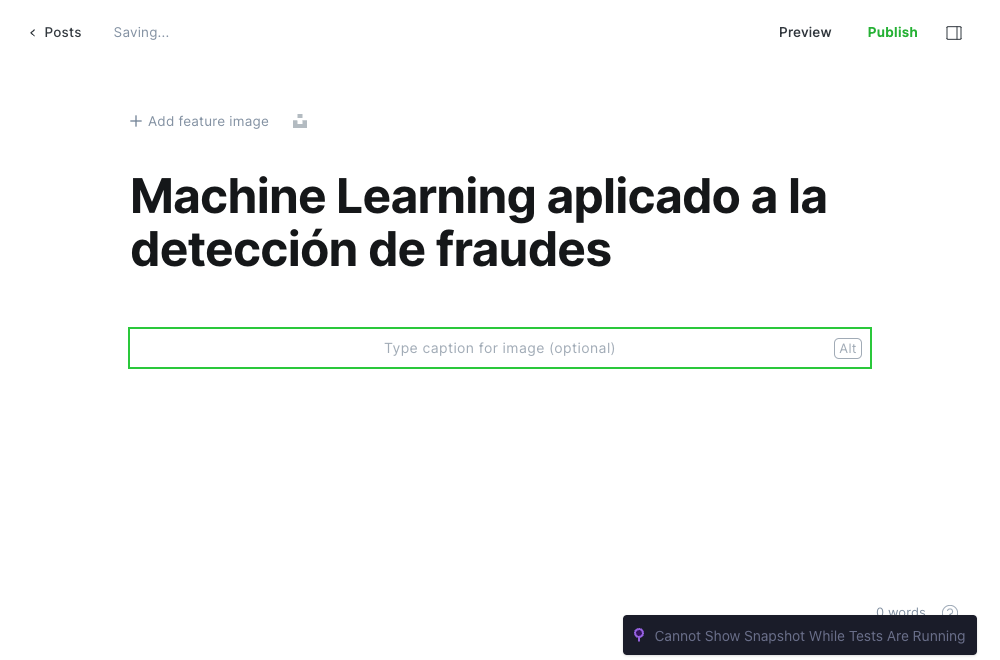 Posts
Saving...
Preview
Publish
Add feature image
Machine Learning aplicado a la
detección de fraudes
Type caption for image (optional)
Alt
0 words
?
Cannot Show Snapshot While Tests Are Running